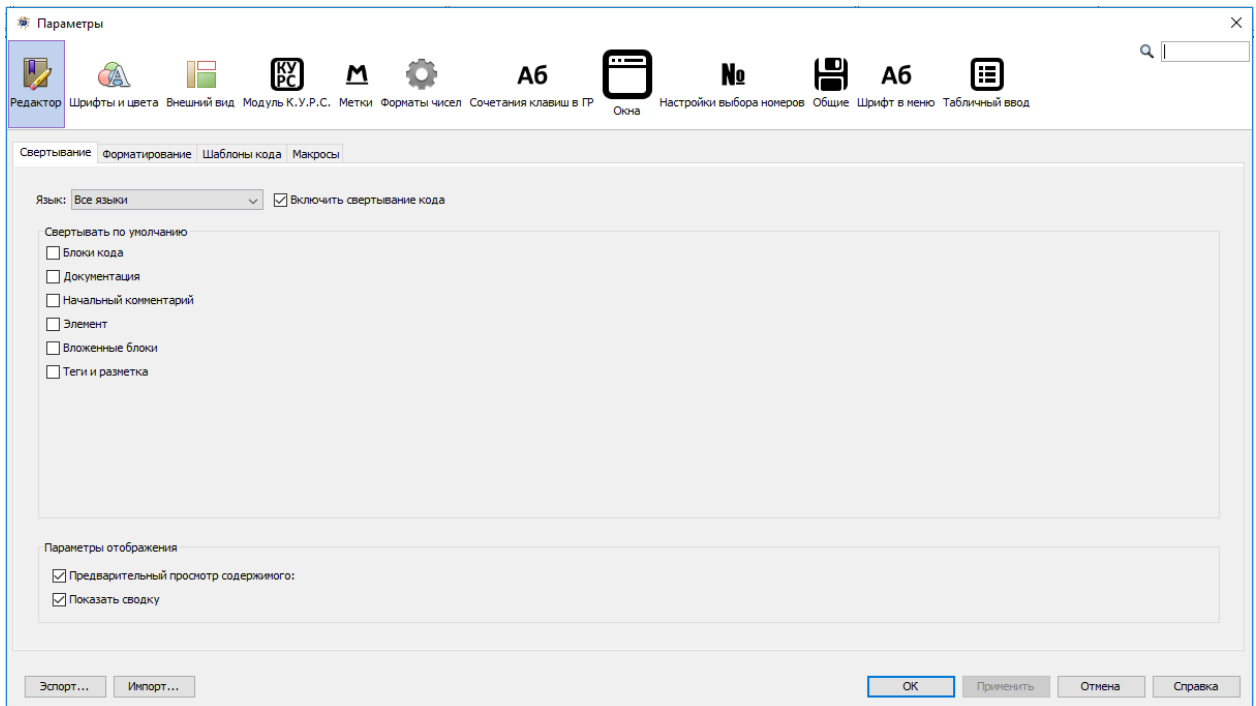 Параметры
КУ
РС
М
Аб
№
Аб
Редактор Шрифты и цвета Внешний вид Модуль К.У.Р.С. Метки Форматы чисел Сочетания клавиш в ГР Окна Настройки выбора номеров Общие Шрифт в меню Табличный ввод
Свертывание Форматирование Шаблоны кода Макросы
Язык: Все языки Включить свертывание кода
Свертывать по умолчанию
Блоки кода
Документация
Начальный комментарий
Элемент
Вложенные блоки
Теги и разметка
Параметры отображения
Предварительный просмотр содержимого:
Показать сводку
Эспорт... Импорт... ОК Применить Отмена Справка